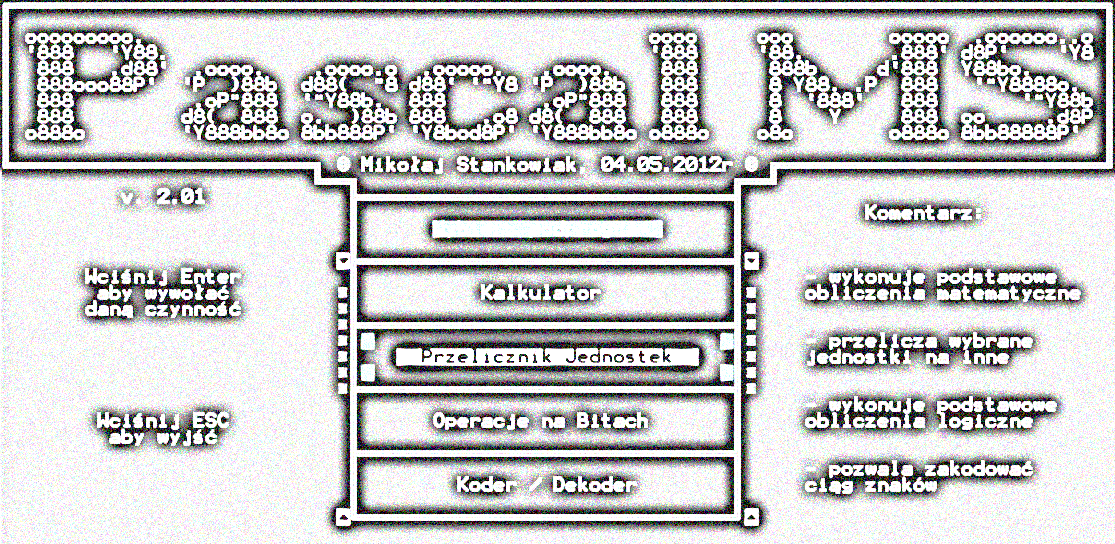 Pascal MS
Mikołaj Stankowiak, 04.05.2012r
v. 2.01
Komentarz:
Wciśnij Enter
aby wywołać
daną czynność
Kalkulator
- wykonuje podstawowe
obliczenia matematyczne
Przelicznik Jednostek
- przelicza wybrane
jednostki na inne
Operacje na Bitach
- wykonuje podstawowe
obliczenia logiczne
Wciśnij ESC
aby wyjść
Koder / Dekoder
- pozwala zakodować
ciąg znaków